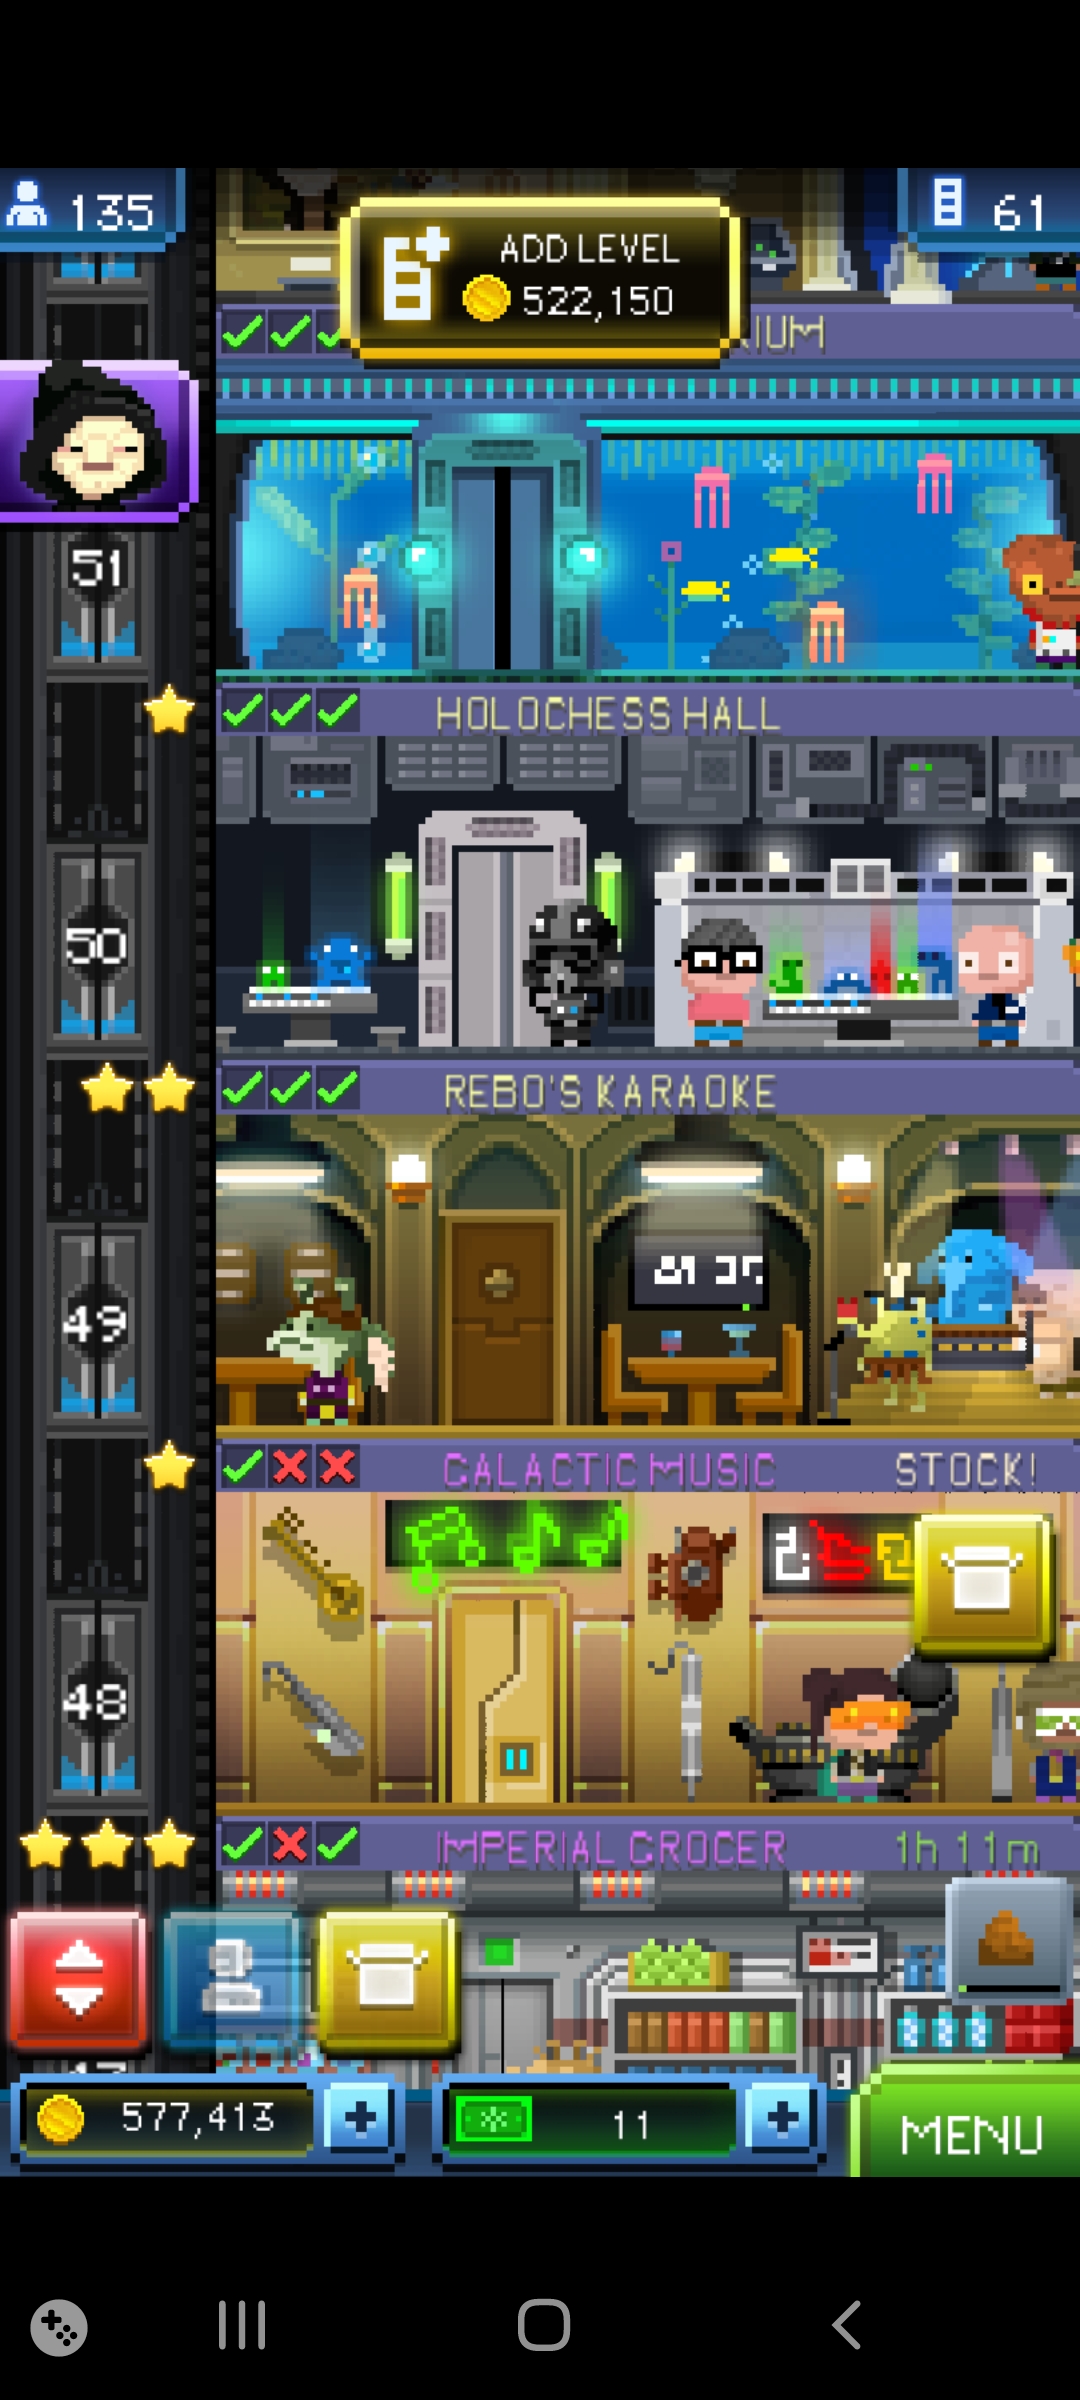 135
ADD LEVEL
522,150
61
RIUM
51
HOLOCHESS HALL
50
REBO'S KARAOKE
49
GALACTIC MUSIC
STOCK!
48
IMPERIAL GROCER
1h 11m
577,413
11
MENU